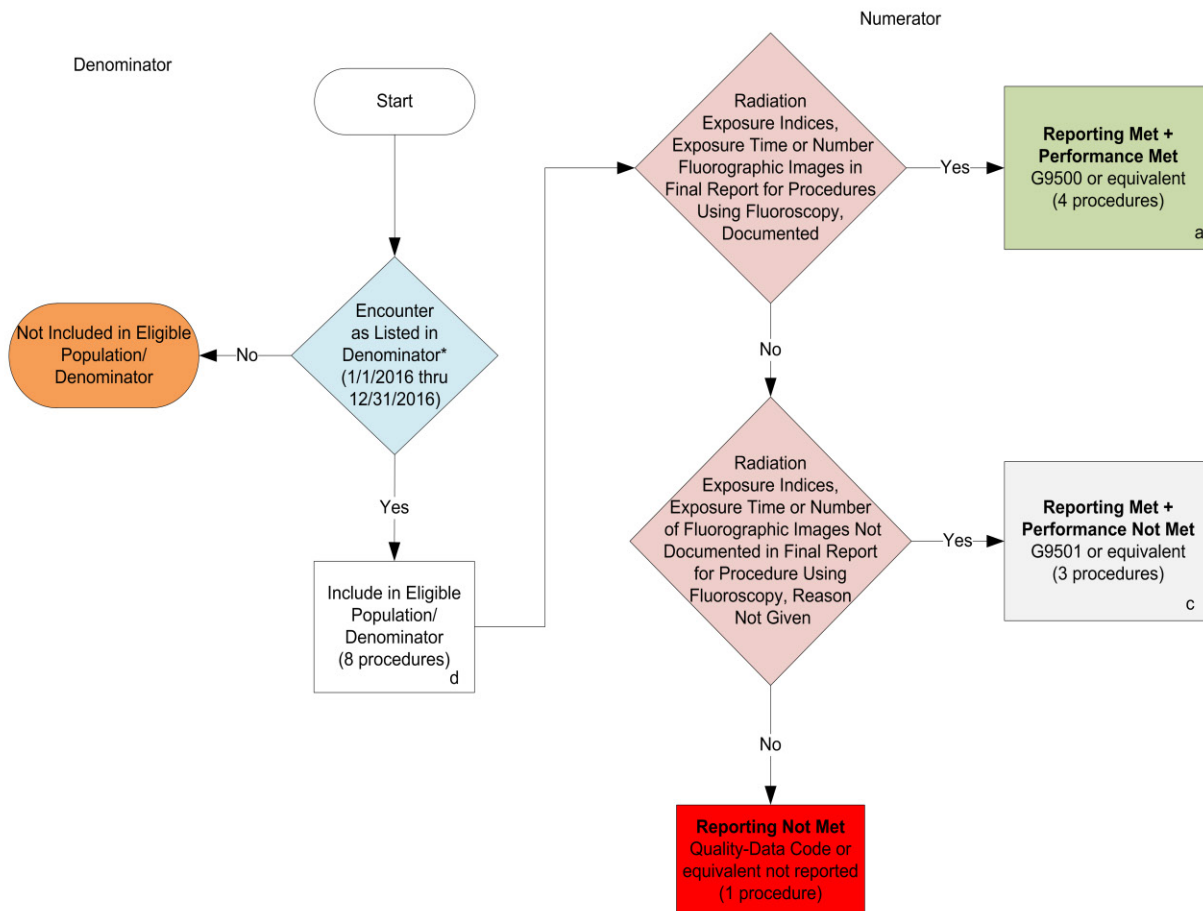 Denominator
Numerator
Start
Encounter
as Listed in
Denominator*
(1/1/2016 thru
12/31/2016)
No
Not Included in Eligible
Population/
Denominator
Yes
Include in Eligible
Population/
Denominator
(8 procedures)
d
Radiation
Exposure Indices,
Exposure Time or Number
Fluorographic Images in
Final Report for Procedures
Using Fluoroscopy,
Documented
Yes
Reporting Met +
Performance Met
G9500 or equivalent
(4 procedures)
a
No
Radiation
Exposure Indices,
Exposure Time or Number
of Fluorographic Images Not
Documented in Final Report
for Procedure Using
Fluoroscopy, Reason
Not Given
Yes
Reporting Met +
Performance Not Met
G9501 or equivalent
(3 procedures)
c
No
Reporting Not Met
Quality-Data Code or
equivalent not reported
(1 procedure)